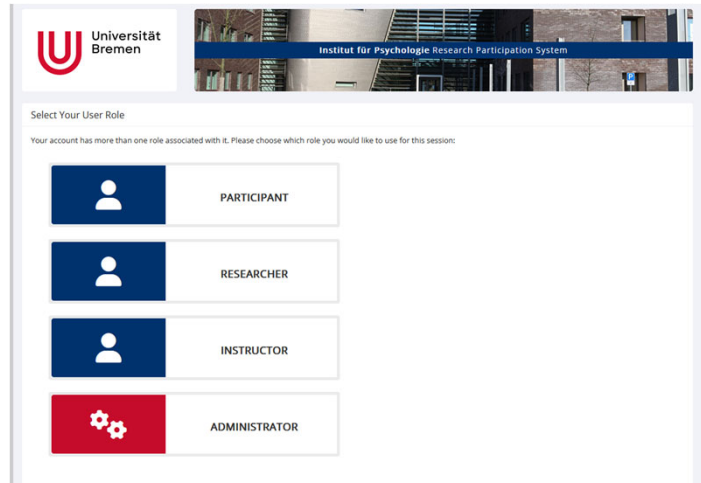 Universität
Bremen
Institut für Psychologie Research Participation System
Select Your User Role
Your account has more than one role associated with it. Please choose which role you would like to use for this session:
PARTICIPANT
RESEARCHER
INSTRUCTOR
ADMINISTRATOR